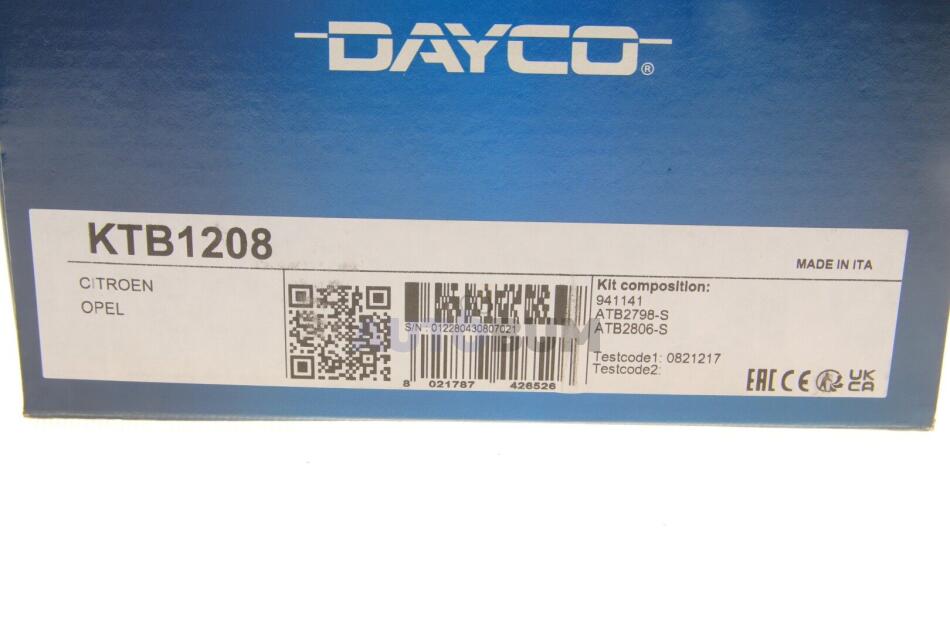 DAYCO®
KTB1208
MADE IN ITA
CITROEN
OPEL
S/N : 012280430807021
8 021787 426526
Kit composition:
941141
ATB2798-S
ATB2806-S
Testcode1: 0821217
Testcode2:
EAC CE UK CA
AUTOBUM